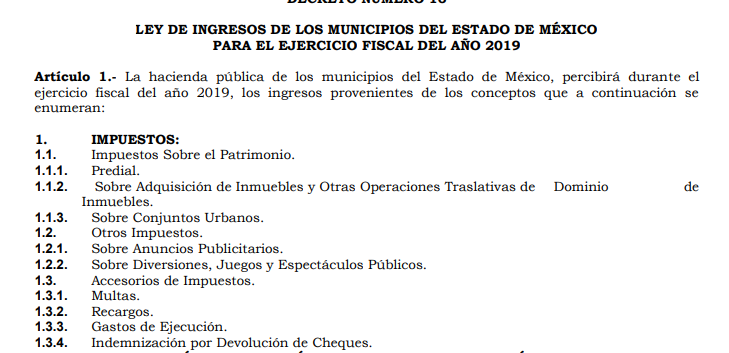 DECRETO NÚMERO 18
LEY DE INGRESOS DE LOS MUNICIPIOS DEL ESTADO DE MÉXICO
PARA EL EJERCICIO FISCAL DEL AÑO 2019
Artículo 1.- La hacienda pública de los municipios del Estado de México, percibirá durante el
ejercicio fiscal del año 2019, los ingresos provenientes de los conceptos que a continuación se
enumeran:
1. IMPUESTOS:
1.1. Impuestos Sobre el Patrimonio.
1.1.1. Predial.
1.1.2. Sobre Adquisición de Inmuebles y Otras Operaciones Traslativas de Dominio de
Inmuebles.
1.1.3. Sobre Conjuntos Urbanos.
1.2. Otros Impuestos.
1.2.1. Sobre Anuncios Publicitarios.
1.2.2. Sobre Diversiones, Juegos y Espectáculos Públicos.
1.3. Accesorios de Impuestos.
1.3.1. Multas.
1.3.2. Recargos.
1.3.3. Gastos de Ejecución.
1.3.4. Indemnización por Devolución de Cheques.